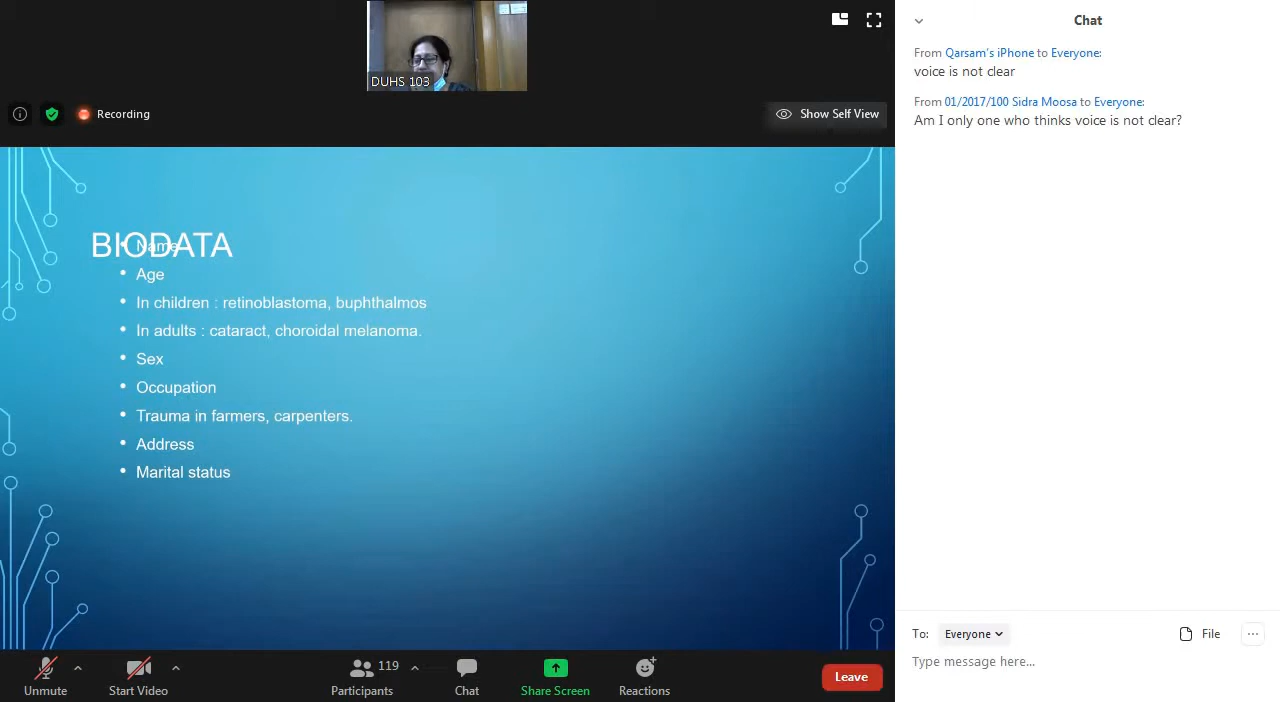 DUHS 103
Recording
Show Self View
BIODATA
• Name
• Age
• In children : retinoblastoma, buphthalmos
• In adults : cataract, choroidal melanoma.
• Sex
• Occupation
• Trauma in farmers, carpenters.
• Address
• Marital status
Unmute
Start Video
119
Participants
Chat
Share Screen
Reactions
Leave
Chat
From Qarsam's iPhone to Everyone:
voice is not clear
From 01/2017/100 Sidra Moosa to Everyone:
Am I only one who thinks voice is not clear?
To: Everyone
File
Type message here...